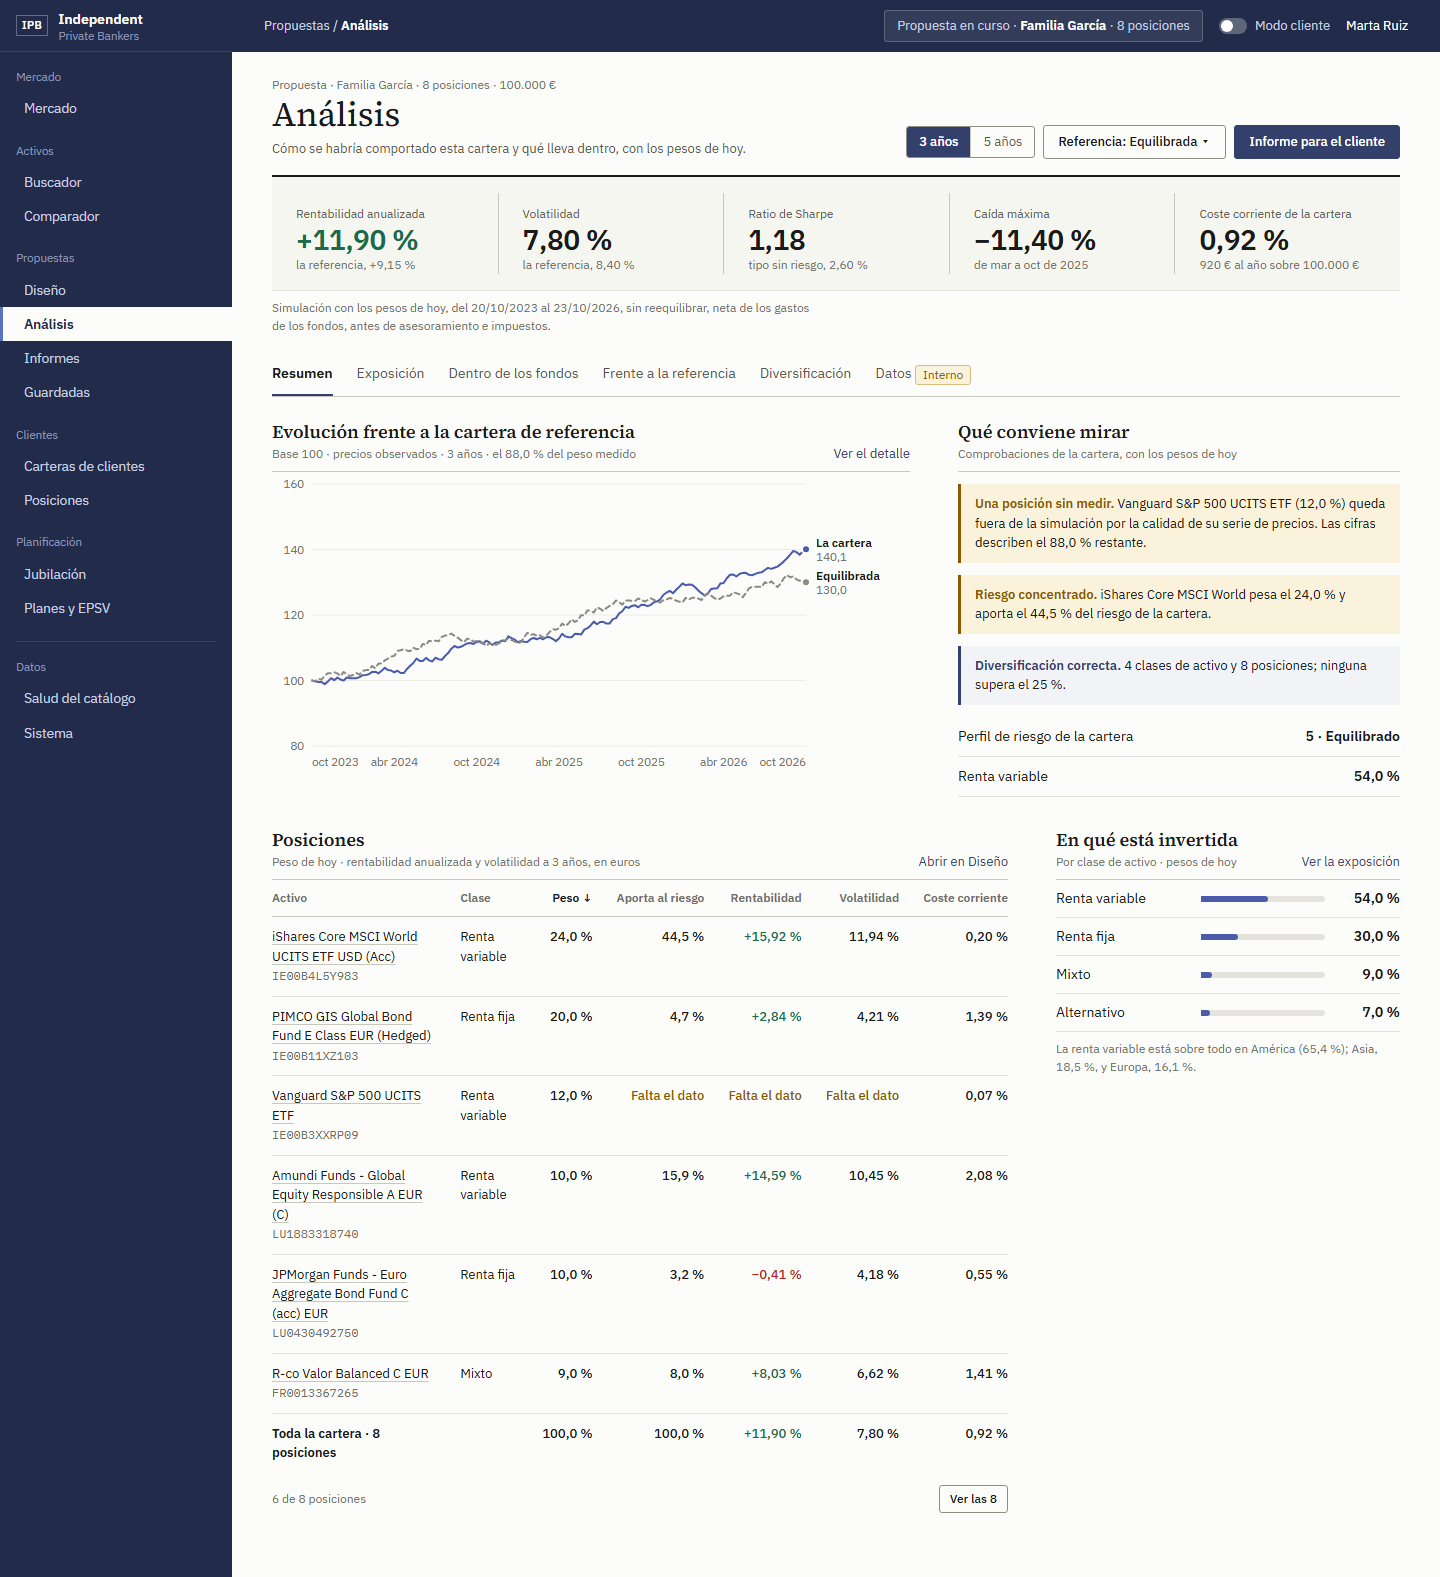 IPB
Independent
Private Bankers
Propuestas / Análisis
Propuesta en curso · Familia García · 8 posiciones
Modo cliente
Marta Ruiz
Mercado
Mercado
Activos
Buscador
Comparador
Propuestas
Diseño
Análisis
Informes
Guardadas
Clientes
Carteras de clientes
Posiciones
Planificación
Jubilación
Planes y EPSV
Datos
Salud del catálogo
Sistema
Propuesta · Familia García · 8 posiciones · 100.000 €
Análisis
Cómo se habría comportado esta cartera y qué lleva dentro, con los pesos de hoy.
3 años
5 años
Referencia: Equilibrada
Informe para el cliente
Rentabilidad anualizada
+11,90 %
la referencia, +9,15 %
Volatilidad
7,80 %
la referencia, 8,40 %
Ratio de Sharpe
1,18
tipo sin riesgo, 2,60 %
Caída máxima
−11,40 %
de mar a oct de 2025
Coste corriente de la cartera
0,92 %
920 € al año sobre 100.000 €
Simulación con los pesos de hoy, del 20/10/2023 al 23/10/2026, sin reequilibrar, neta de los gastos
de los fondos, antes de asesoramiento e impuestos.
Resumen
Exposición
Dentro de los fondos
Frente a la referencia
Diversificación
Datos
Interno
Evolución frente a la cartera de referencia
Base 100 · precios observados · 3 años · el 88,0 % del peso medido
Ver el detalle
160
140
120
100
80
La cartera
140,1
Equilibrada
130,0
oct 2023
abr 2024
oct 2024
abr 2025
oct 2025
abr 2026
oct 2026
Qué conviene mirar
Comprobaciones de la cartera, con los pesos de hoy
Una posición sin medir. Vanguard S&P 500 UCITS ETF (12,0 %) queda
fuera de la simulación por la calidad de su serie de precios. Las cifras
describen el 88,0 % restante.
Riesgo concentrado. iShares Core MSCI World pesa el 24,0 % y
aporta el 44,5 % del riesgo de la cartera.
Diversificación correcta. 4 clases de activo y 8 posiciones; ninguna
supera el 25 %.
Perfil de riesgo de la cartera
5 · Equilibrado
Renta variable
54,0 %
Posiciones
Peso de hoy · rentabilidad anualizada y volatilidad a 3 años, en euros
Abrir en Diseño
Activo
Clase
Peso ↓
Aporta al riesgo
Rentabilidad
Volatilidad
Coste corriente
iShares Core MSCI World
UCITS ETF USD (Acc)
IE00B4L5Y983
Renta
variable
24,0 %
44,5 %
+15,92 %
11,94 %
0,20 %
PIMCO GIS Global Bond
Fund E Class EUR (Hedged)
IE00B11XZ103
Renta fija
20,0 %
4,7 %
+2,84 %
4,21 %
1,39 %
Vanguard S&P 500 UCITS
ETF
IE00B3XXRP09
Renta
variable
12,0 %
Falta el dato
Falta el dato
Falta el dato
0,07 %
Amundi Funds - Global
Equity Responsible A EUR
(C)
LU1883318740
Renta
variable
10,0 %
15,9 %
+14,59 %
10,45 %
2,08 %
JPMorgan Funds - Euro
Aggregate Bond Fund C
(acc) EUR
LU0430492750
Renta fija
10,0 %
3,2 %
−0,41 %
4,18 %
0,55 %
R-co Valor Balanced C EUR
FR0013367265
Mixto
9,0 %
8,0 %
+8,03 %
6,62 %
1,41 %
Toda la cartera · 8
posiciones
100,0 %
100,0 %
+11,90 %
7,80 %
0,92 %
6 de 8 posiciones
Ver las 8
En qué está invertida
Por clase de activo · pesos de hoy
Ver la exposición
Renta variable
54,0 %
Renta fija
30,0 %
Mixto
9,0 %
Alternativo
7,0 %
La renta variable está sobre todo en América (65,4 %); Asia,
18,5 %, y Europa, 16,1 %.